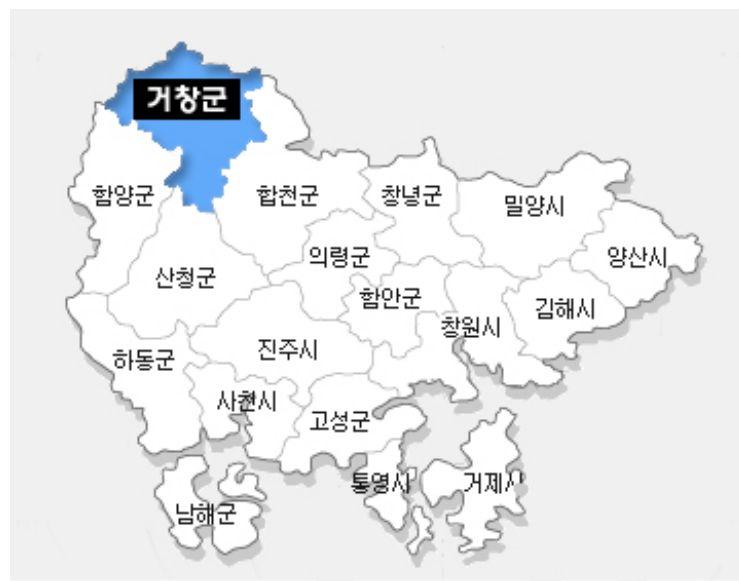 거창군
함양군
합천군
창녕군
밀양시
양산시
산청군
의령군
함안군
창원시
김해시
하동군
진주시
사천시
고성군
남해군
통영시
거제시